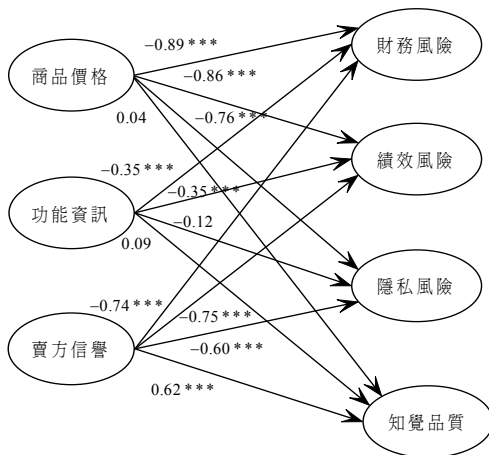 財務風險
−0.89 ***
商品價格
−0.86 ***
0.04
−0.76 ***
績效風險
−0.35 ***
−0.35 ***
功能資訊
−0.12
0.09
隱私風險
−0.74 ***
−0.75 ***
賣方信譽
−0.60 ***
0.62 ***
知覺品質